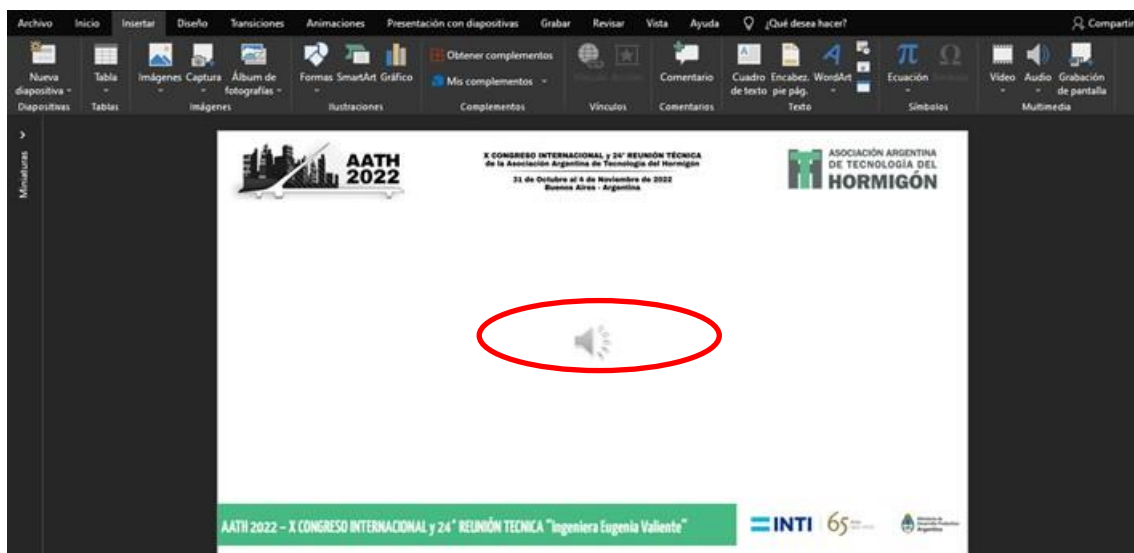 Archivo Inicio Insertar Diseño Transiciones Animaciones Presentación con diapositivas Grabar Revisar Vista Ayuda ¿Qué desea hacer? Compartir
Nueva diapositiva
Tabla
Imágenes Captura
Álbum de fotografías
Formas SmartArt Gráfico
Obtener complementos
Mis complementos
Comentario
Cuadro de texto
Encabez. pie pág.
WordArt
Ecuación
Vídeo Audio
Grabación de pantalla
Diapositivas Tablas Imágenes Ilustraciones Complementos Vínculos Comentarios Texto Símbolos Multimedia
Miniaturas
AATH
2022
X CONGRESO INTERNACIONAL y 24° REUNIÓN TÉCNICA
de la Asociación Argentina de Tecnología del Hormigón
31 de Octubre al 4 de Noviembre de 2022
Buenos Aires - Argentina
ASOCIACIÓN ARGENTINA
DE TECNOLOGÍA DEL
HORMIGÓN
AATH 2022 – X CONGRESO INTERNACIONAL y 24° REUNIÓN TECNICA "Ingeniera Eugenia Valiente"
INTI 65
Argentina